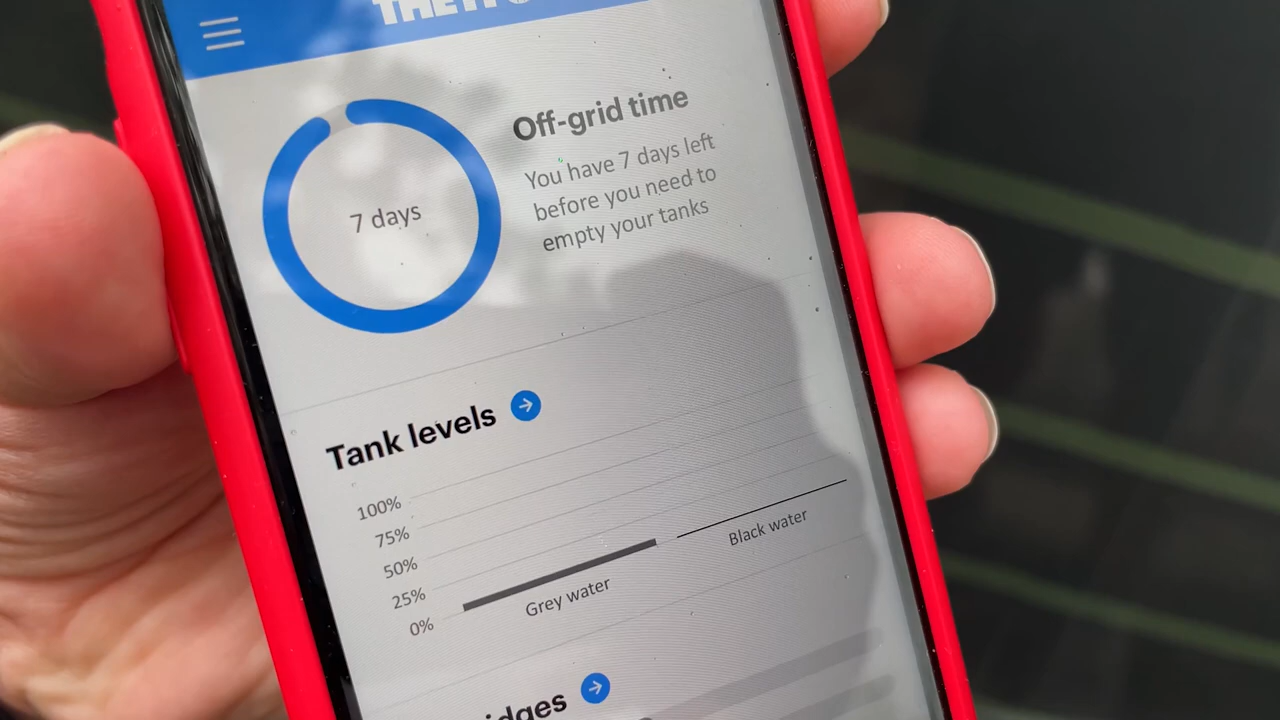 7 days
Off-grid time
You have 7 days left
before you need to
empty your tanks
Tank levels
100%
75%
50%
25%
0%
Grey water
Black water